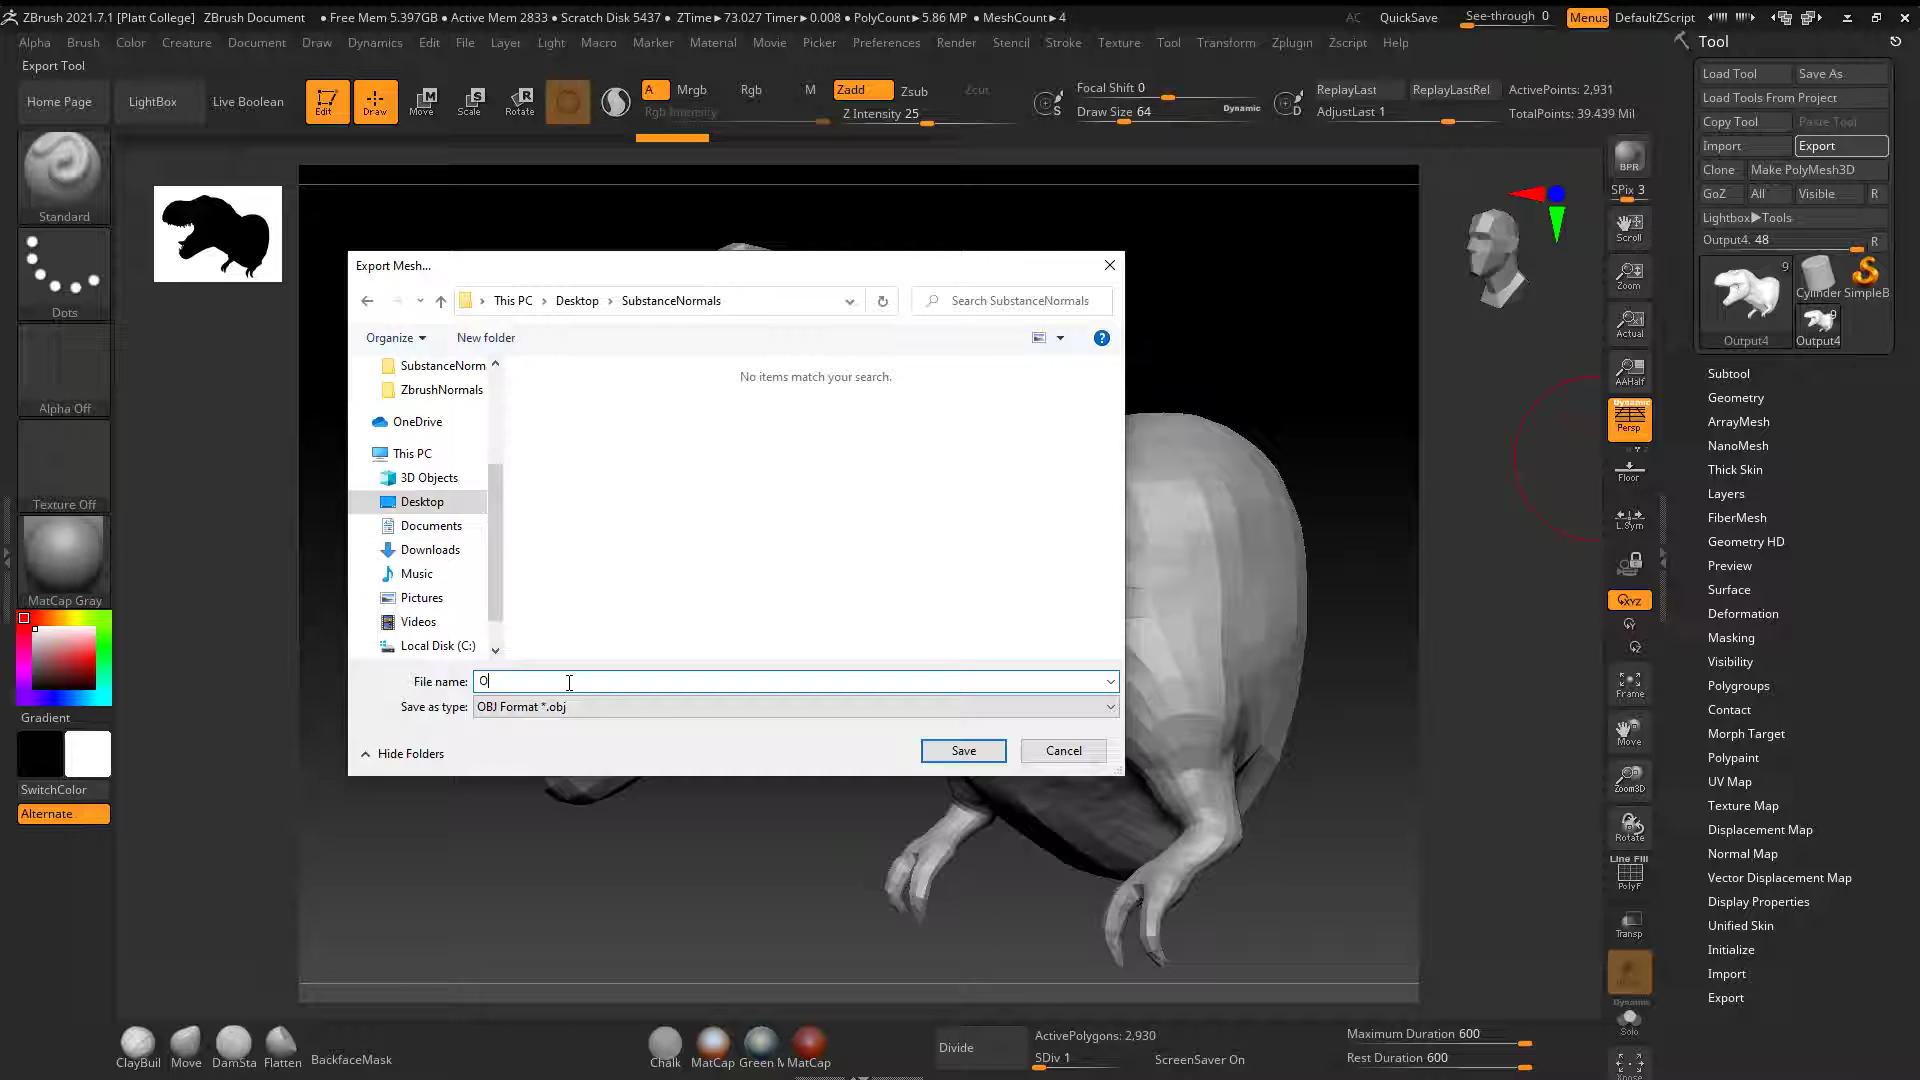 ZBrush 2021.7.1 [Platt College] ZBrush Document • Free Mem 5.397GB • Active Mem 2833 • Scratch Disk 5437 • ZTime▸73.027 Timer▸0.008 • PolyCount▸5.86 MP • MeshCount▸4 AC QuickSave See-through 0 Menus DefaultZScript
Alpha Brush Color Creature Document Draw Dynamics Edit File Layer Light Macro Marker Material Movie Picker Preferences Render Stencil Stroke Texture Tool Transform Zplugin Zscript Help
Export Tool
Home Page LightBox Live Boolean Edit Draw Move Scale Rotate
A Mrgb Rgb M Zadd Zsub Zcut
Rgb Intensity Z Intensity 25
Focal Shift 0
Draw Size 64 Dynamic
ReplayLast ReplayLastRel ActivePoints: 2,931
AdjustLast 1 TotalPoints: 39.439 Mil
Standard
Dots
Alpha Off
Texture Off
MatCap Gray
Gradient
SwitchColor
Alternate
Export Mesh...
This PC Desktop SubstanceNormals Search SubstanceNormals
Organize New folder
No items match your search.
SubstanceNorm
ZbrushNormals
OneDrive
This PC
3D Objects
Desktop
Documents
Downloads
Music
Pictures
Videos
Local Disk (C:)
File name: O
Save as type: OBJ Format *.obj
Hide Folders Save Cancel
BPR
SPix 3
Scroll
Zoom
Actual
AAHalf
Dynamic
Persp
Floor
L.Sym
XYZ
Frame
Move
Zoom3D
Rotate
Line Fill
PolyF
Transp
Dynamic
Solo
Xpose
Tool
Load Tool Save As
Load Tools From Project
Copy Tool Paste Tool
Import Export
Clone Make PolyMesh3D
GoZ All Visible R
Lightbox▶Tools
Output4. 48 R
9 Cylinder SimpleB
9
Output4 Output4
Subtool
Geometry
ArrayMesh
NanoMesh
Thick Skin
Layers
FiberMesh
Geometry HD
Preview
Surface
Deformation
Masking
Visibility
Polygroups
Contact
Morph Target
Polypaint
UV Map
Texture Map
Displacement Map
Normal Map
Vector Displacement Map
Display Properties
Unified Skin
Initialize
Import
Export
ClayBuil Move DamSta Flatten BackfaceMask
Chalk MatCap Green M MatCap
Divide ActivePolygons: 2,930
SDiv 1 ScreenSaver On
Maximum Duration 600
Rest Duration 600